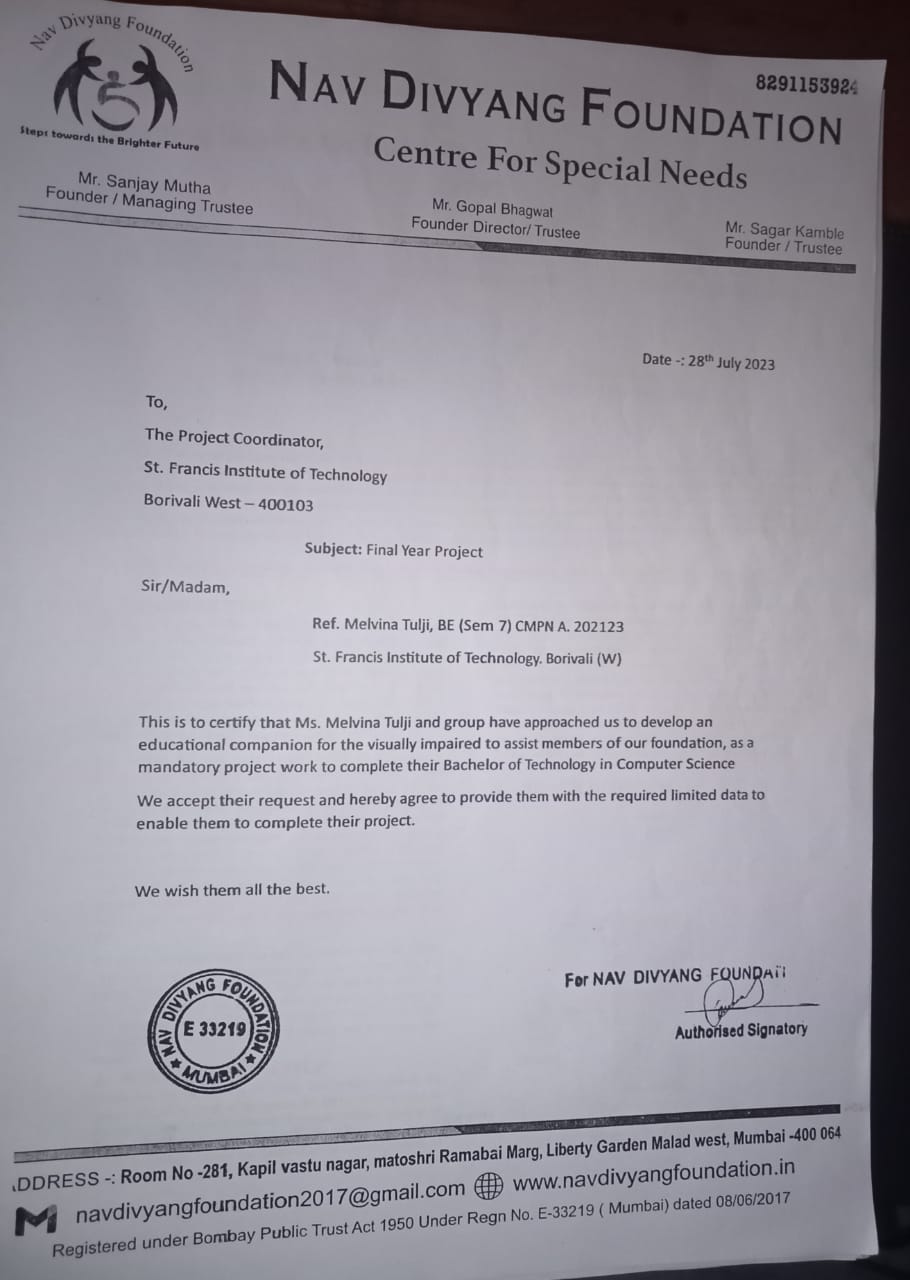 Nav Divyang Foundation
Steps towards the Brighter Future
8291153924
NAV DIVYANG FOUNDATION
Centre For Special Needs
Mr. Sanjay Mutha
Founder / Managing Trustee
Mr. Gopal Bhagwat
Founder Director/ Trustee
Mr. Sagar Kamble
Founder / Trustee
Date -: 28th July 2023
To,
The Project Coordinator,
St. Francis Institute of Technology
Borivali West – 400103
Subject: Final Year Project
Sir/Madam,
Ref. Melvina Tulji, BE (Sem 7) CMPN A. 202123
St. Francis Institute of Technology. Borivali (W)
This is to certify that Ms. Melvina Tulji and group have approached us to develop an
educational companion for the visually impaired to assist members of our foundation, as a
mandatory project work to complete their Bachelor of Technology in Computer Science
We accept their request and hereby agree to provide them with the required limited data to
enable them to complete their project.
We wish them all the best.
NAV DIVYANG FOUNDATION
E 33219
★ MUMBAI ★
For NAV DIVYANG FOUNDATI
Authorised Signatory
DDRESS -: Room No -281, Kapil vastu nagar, matoshri Ramabai Marg, Liberty Garden Malad west, Mumbai -400 064
navdivyangfoundation2017@gmail.com www.navdivyangfoundation.in
Registered under Bombay Public Trust Act 1950 Under Regn No. E-33219 ( Mumbai) dated 08/06/2017